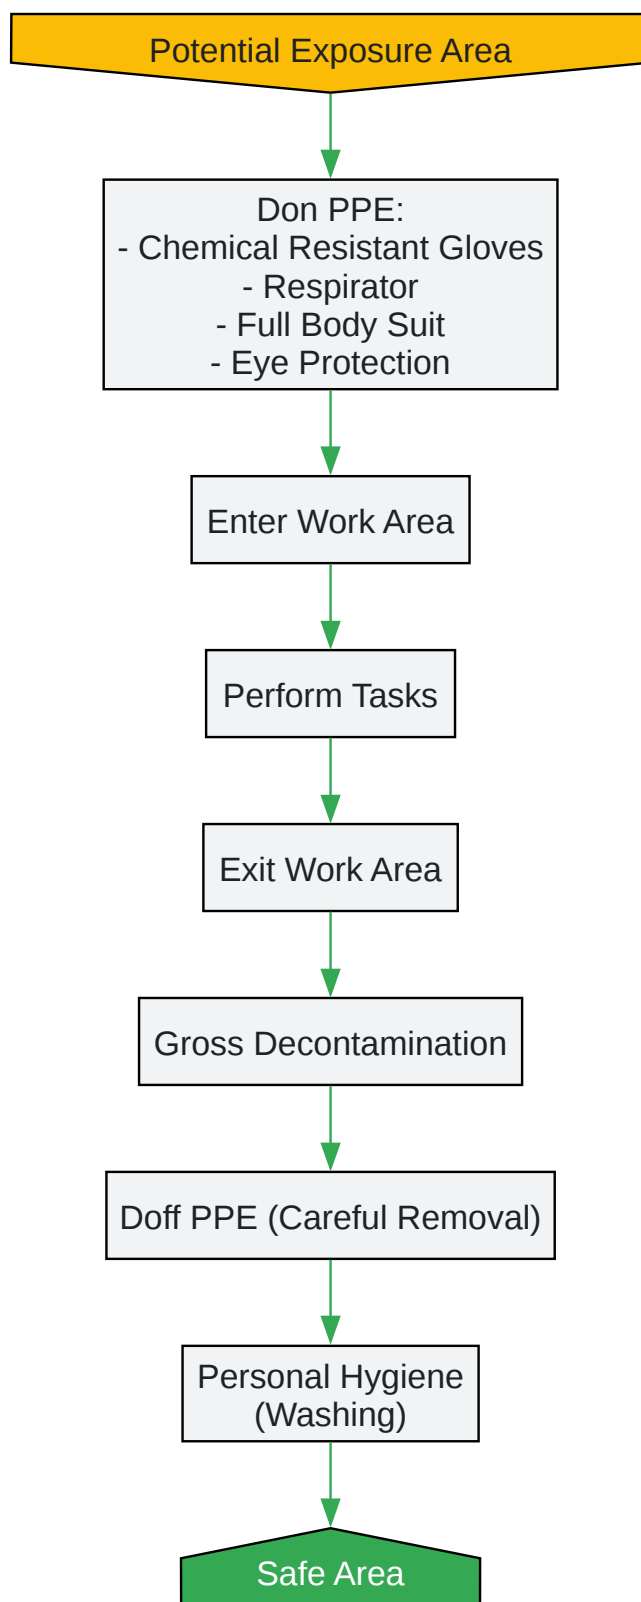 Potential Exposure Area
Don PPE:
- Chemical Resistant Gloves
- Respirator
- Full Body Suit
- Eye Protection
Enter Work Area
Perform Tasks
Exit Work Area
Gross Decontamination
Doff PPE (Careful Removal)
Personal Hygiene
(Washing)
Safe Area